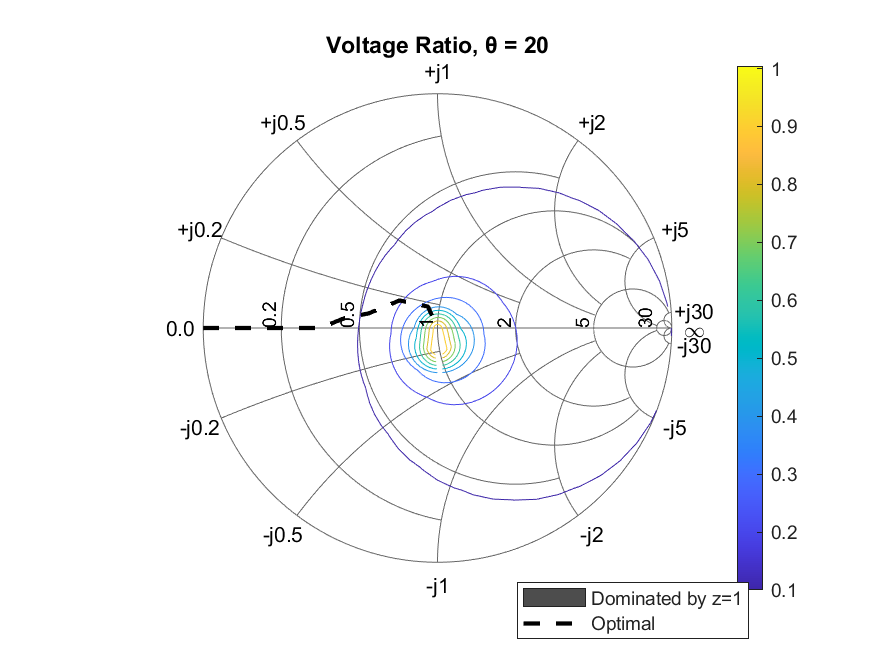 Voltage Ratio, θ = 20
+j1
+j0.5
+j2
+j0.2
+j5
0.0
0.2
0.5
1
2
5
30
+j30
∞
-j30
-j0.2
-j5
-j0.5
-j2
-j1
1
0.9
0.8
0.7
0.6
0.5
0.4
0.3
0.2
0.1
Dominated by z=1
Optimal